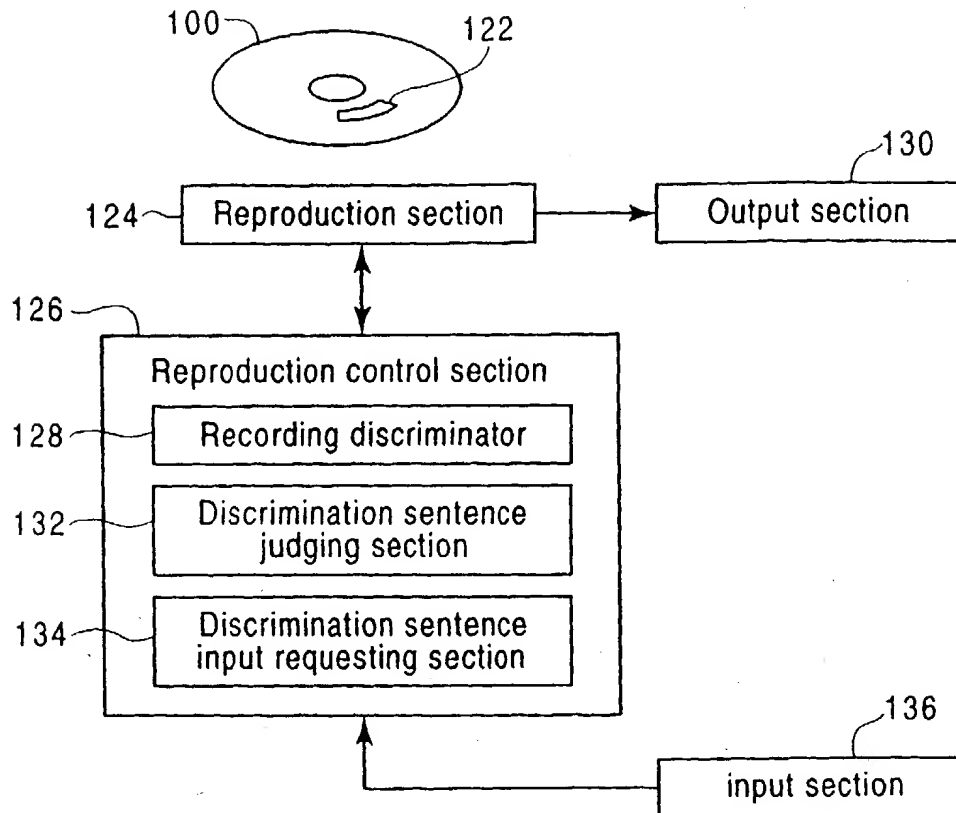 100
122
130
124
Reproduction section
Output section
126
Reproduction control section
128
Recording discriminator
132
Discrimination sentence
judging section
134
Discrimination sentence
input requesting section
136
input section